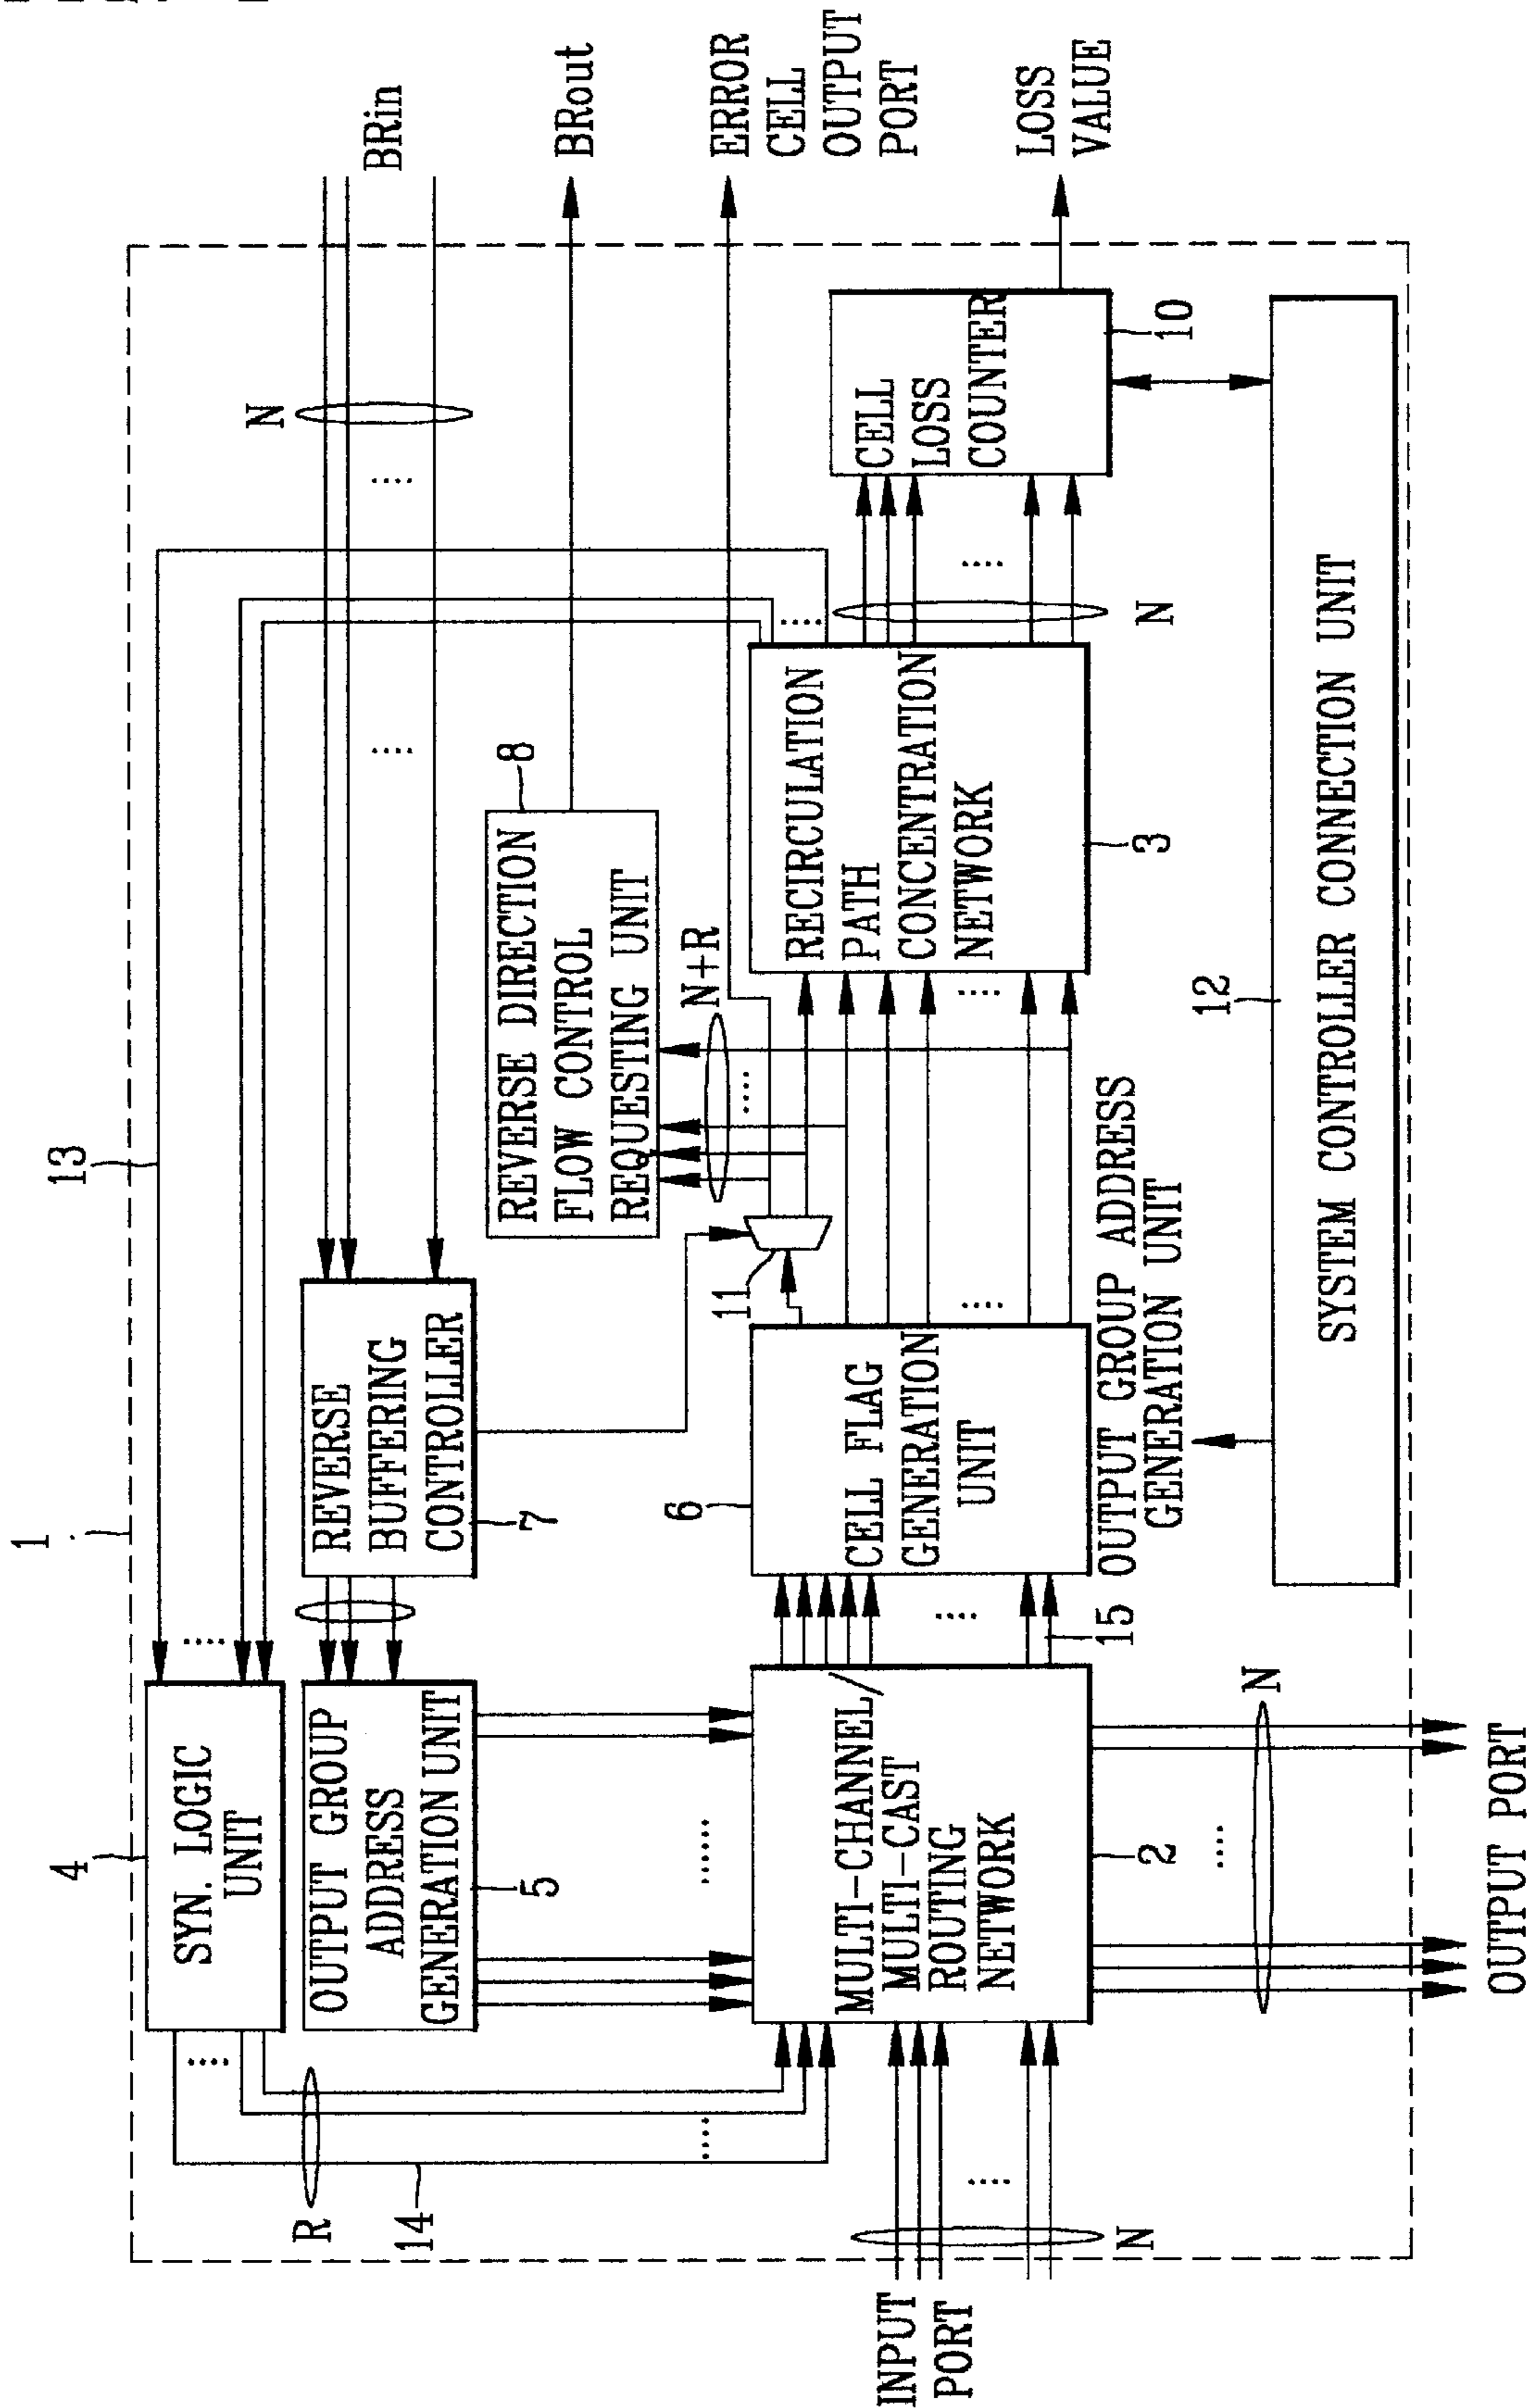 1
13
BRin
N
4
SYN. LOGIC
UNIT
OUTPUT GROUP
ADDRESS
GENERATION UNIT
5
REVERSE
BUFFERING
CONTROLLER
7
R
14
REVERSE DIRECTION
FLOW CONTROL
REQUESTING UNIT
8
BRout
N+R
ERROR
CELL
OUTPUT
PORT
11
INPUT
PORT
N
MULTI-CHANNEL/
MULTI-CAST
ROUTING
NETWORK
2
6
CELL FLAG
GENERATION
UNIT
15
RECIRCULATION
PATH
CONCENTRATION
NETWORK
3
N
CELL
LOSS
COUNTER
10
LOSS
VALUE
OUTPUT GROUP ADDRESS
GENERATION UNIT
N
12
SYSTEM CONTROLLER CONNECTION UNIT
OUTPUT PORT